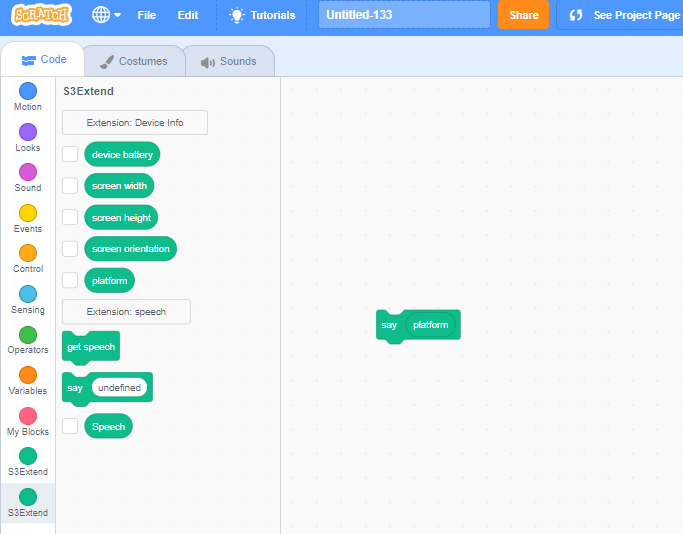 SCRATCH File Edit Tutorials Untitled-133 Share See Project Page
Code Costumes Sounds
Motion
Looks
Sound
Events
Control
Sensing
Operators
Variables
My Blocks
S3Extend
S3Extend
S3Extend
Extension: Device Info
device battery
screen width
screen height
screen orientation
platform
Extension: speech
get speech
say undefined
Speech
say platform